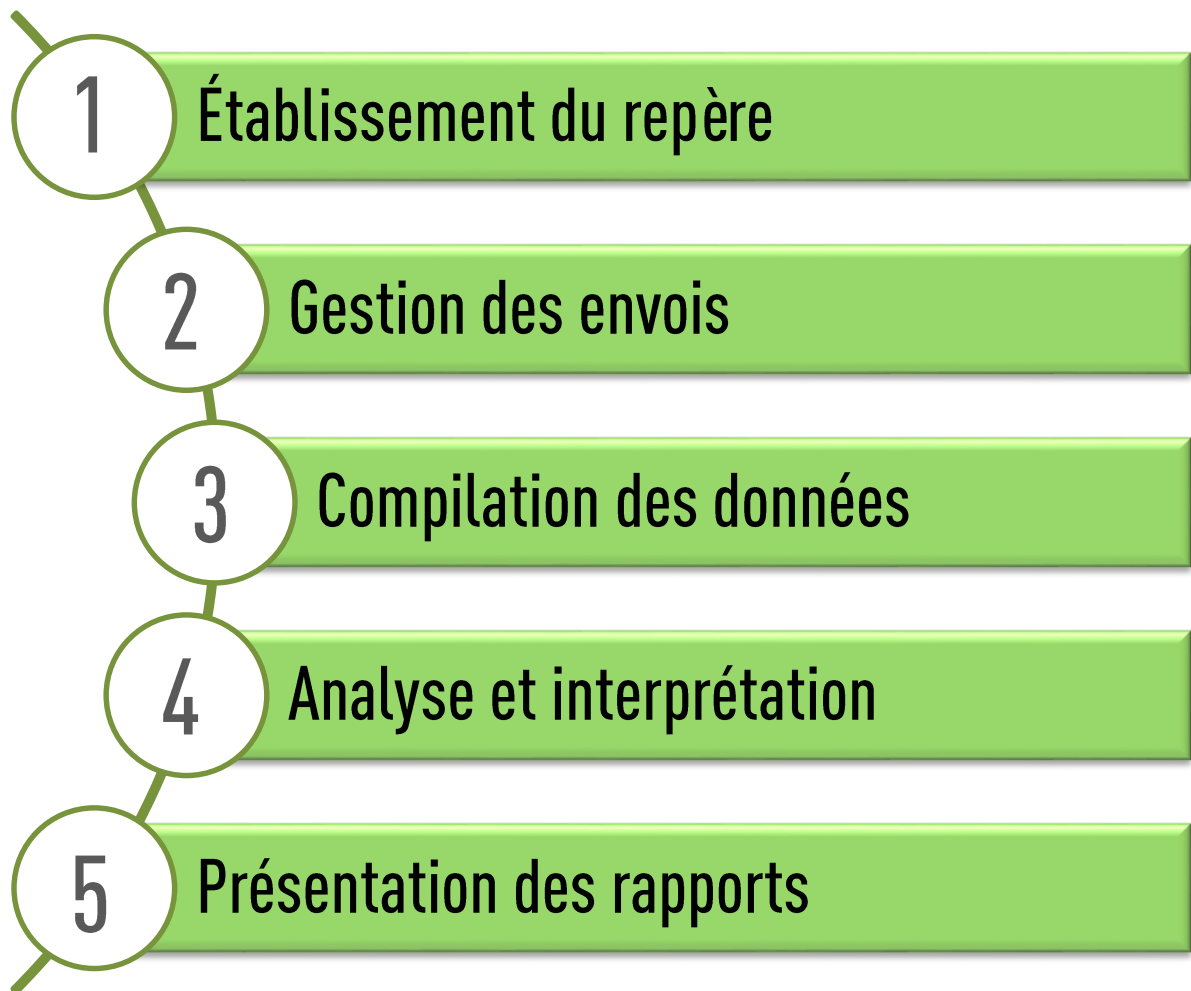 1
Établissement du repère
2
Gestion des envois
3
Compilation des données
4
Analyse et interprétation
5
Présentation des rapports